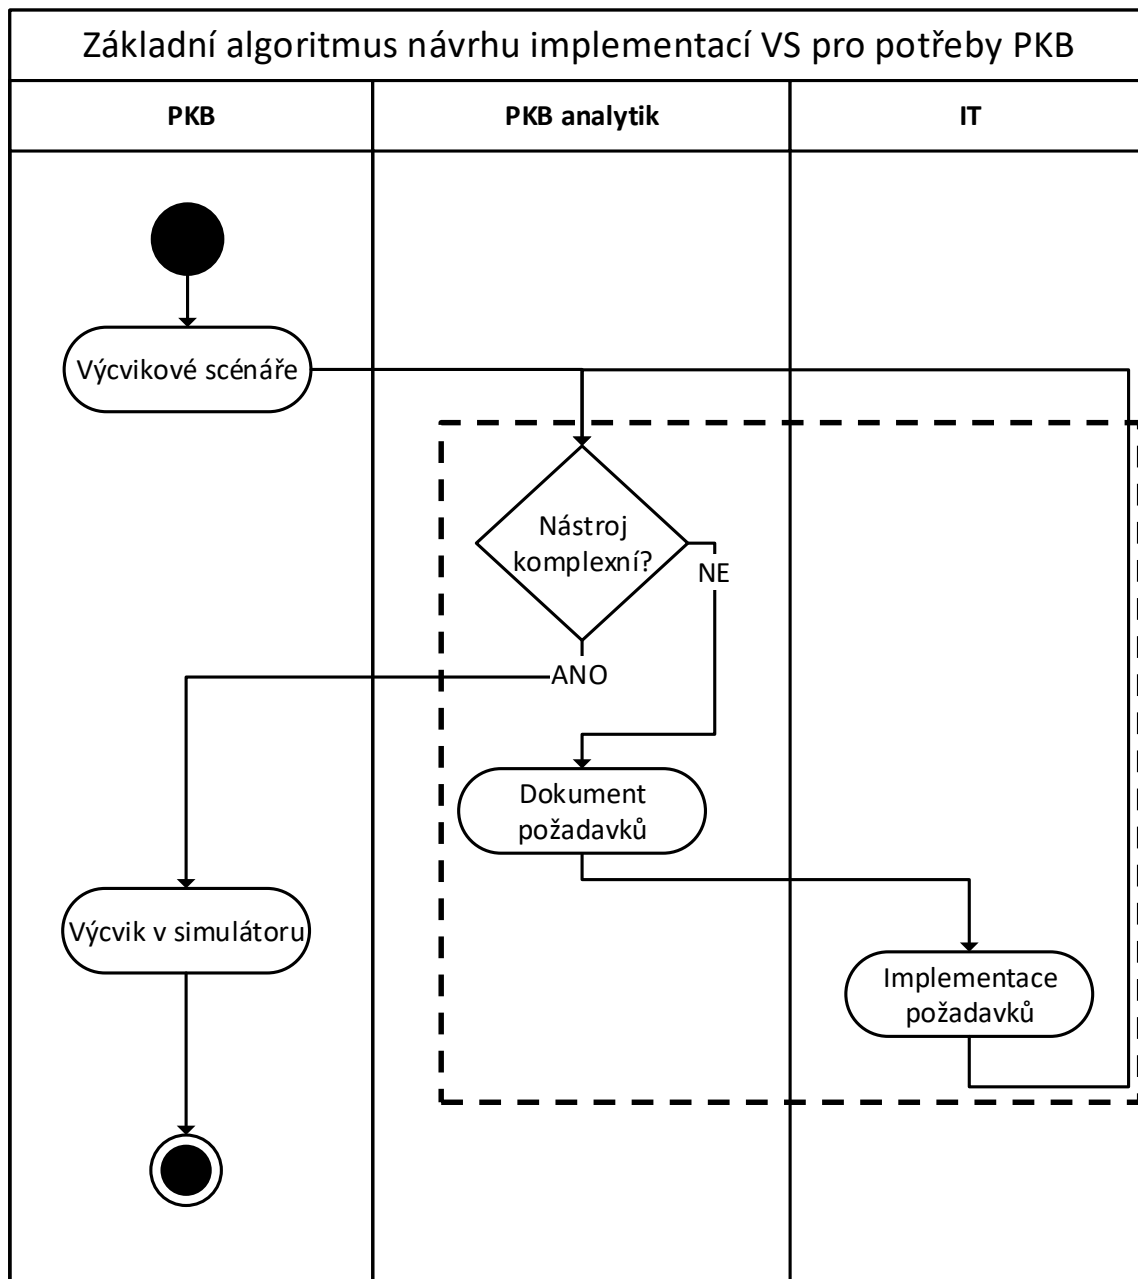 Základní algoritmus návrhu implementací VS pro potřeby PKB
PKB
PKB analytik
IT
Výcvikové scénáře
Nástroj
komplexní?
NE
ANO
Dokument
požadavků
Výcvik v simulátoru
Implementace
požadavků